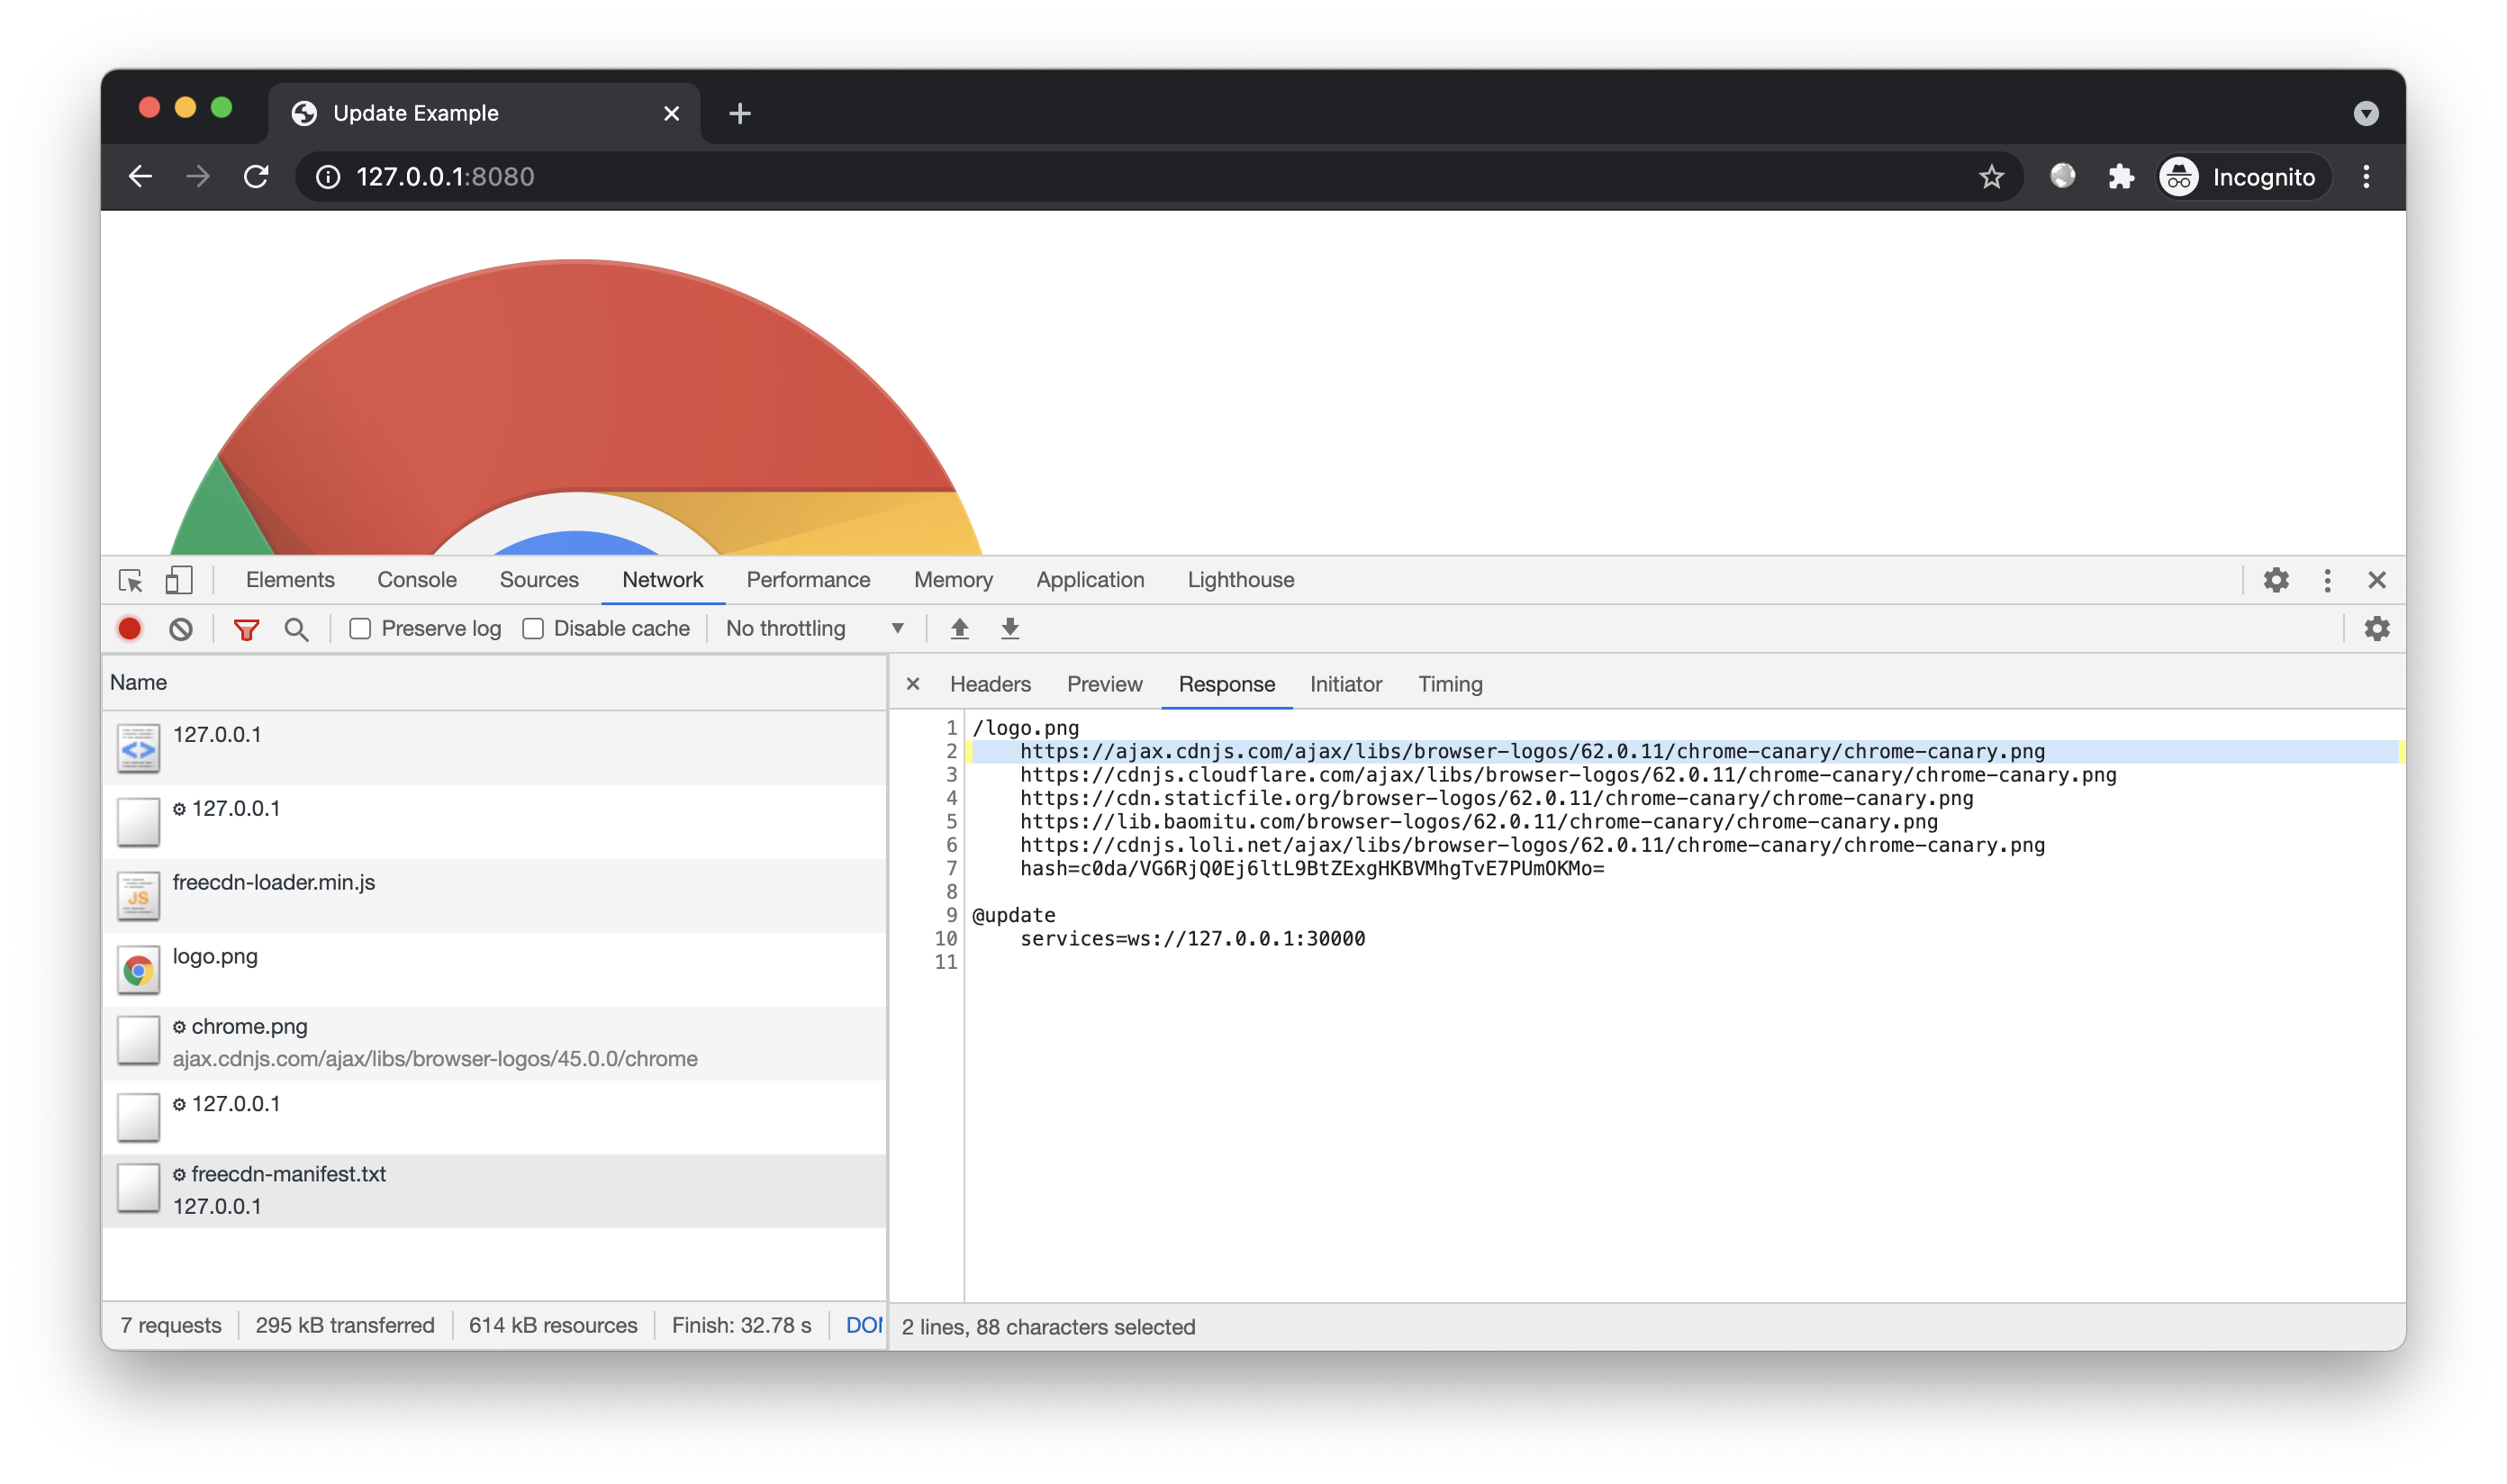 Update Example
127.0.0.1:8080
Incognito
Elements Console Sources Network Performance Memory Application Lighthouse
Preserve log Disable cache No throttling
Name
127.0.0.1
127.0.0.1
freecdn-loader.min.js
JS
logo.png
chrome.png
ajax.cdnjs.com/ajax/libs/browser-logos/45.0.0/chrome
127.0.0.1
freecdn-manifest.txt
127.0.0.1
7 requests 295 kB transferred 614 kB resources Finish: 32.78 s
Headers Preview Response Initiator Timing
1 /logo.png
2 https://ajax.cdnjs.com/ajax/libs/browser-logos/62.0.11/chrome-canary/chrome-canary.png
3 https://cdnjs.cloudflare.com/ajax/libs/browser-logos/62.0.11/chrome-canary/chrome-canary.png
4 https://cdn.staticfile.org/browser-logos/62.0.11/chrome-canary/chrome-canary.png
5 https://lib.baomitu.com/browser-logos/62.0.11/chrome-canary/chrome-canary.png
6 https://cdnjs.loli.net/ajax/libs/browser-logos/62.0.11/chrome-canary/chrome-canary.png
7 hash=c0da/VG6RjQ0Ej6ltL9BtZExgHKBVMhgTvE7PUmOKMo=
8
9 @update
10 services=ws://127.0.0.1:30000
11
2 lines, 88 characters selected